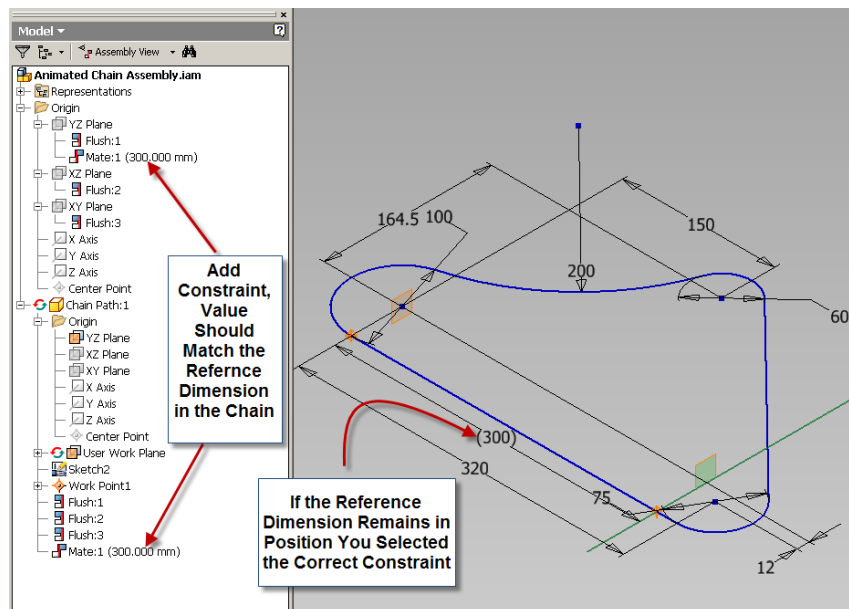 Model
Assembly View
Animated Chain Assembly.iam
Representations
Origin
YZ Plane
Flush:1
Mate:1 (300.000 mm)
XZ Plane
Flush:2
XY Plane
Flush:3
X Axis
Y Axis
Z Axis
Center Point
Chain Path:1
Origin
YZ Plane
XZ Plane
XY Plane
X Axis
Y Axis
Z Axis
Center Point
User Work Plane
Sketch2
Work Point1
Flush:1
Flush:2
Flush:3
Mate:1 (300.000 mm)
Add
Constraint,
Value
Should
Match the
Refernce
Dimension
in the Chain
If the Reference
Dimension Remains in
Position You Selected
the Correct Constraint
164.5
100
150
200
60
(300)
320
75
12